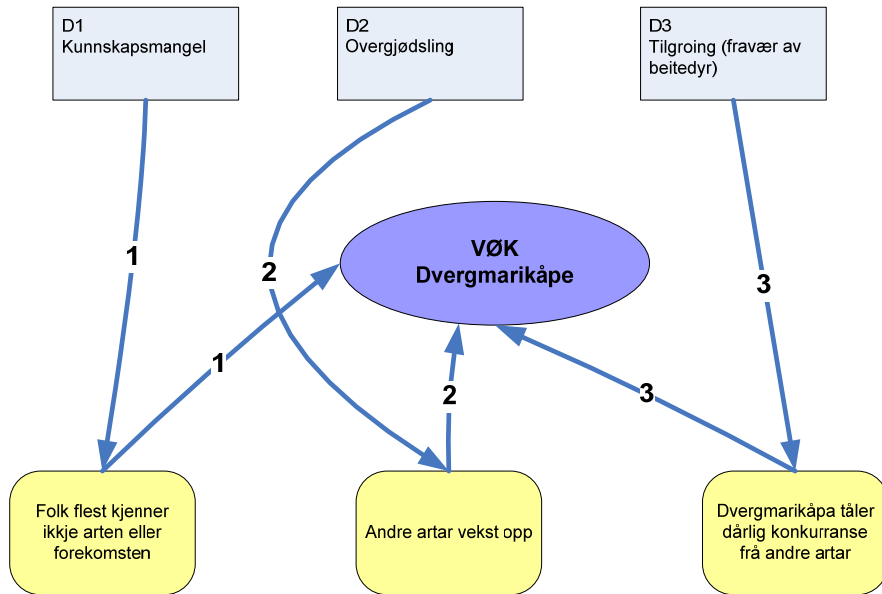 D1
Kunnskapsmangel
D2
Overgjødsling
D3
Tilgroing (fravær av
beitedyr)
VØK
Dvergmarikåpe
1
2
3
1
2
3
Folk flest kjenner
ikkje arten eller
forekomsten
Andre artar vekst opp
Dvergmarikåpa tåler
dårlig konkurranse
frå andre artar